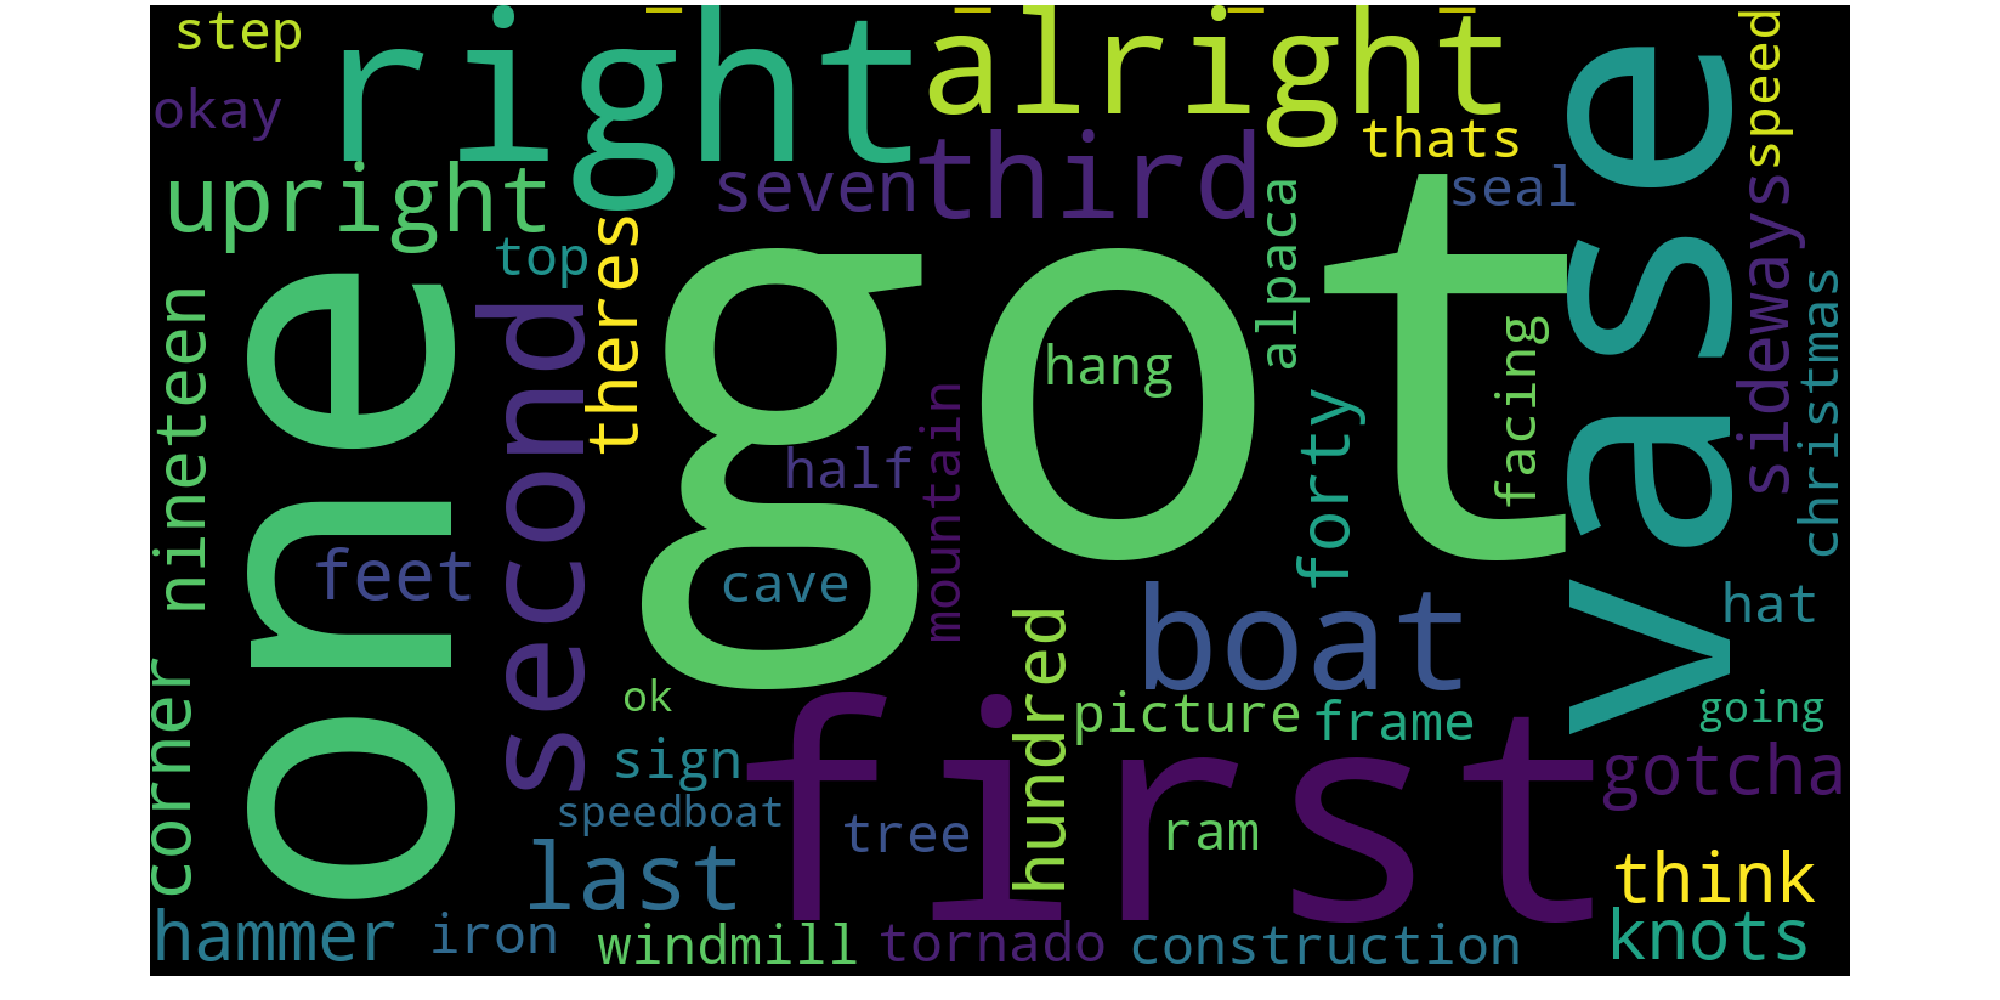 step
right
alright
okay
speed
thats
third
seven
seal
upright
alpaca
vase
sideways
theres
top
got
one
nineteen
second
christmas
hang
facing
mountain
forty
half
feet
cave
hat
boat
hundred
corner
ok
picture
frame
going
first
sign
gotcha
speedboat
tree
ram
last
think
hammer
iron
windmill
tornado
construction
knots